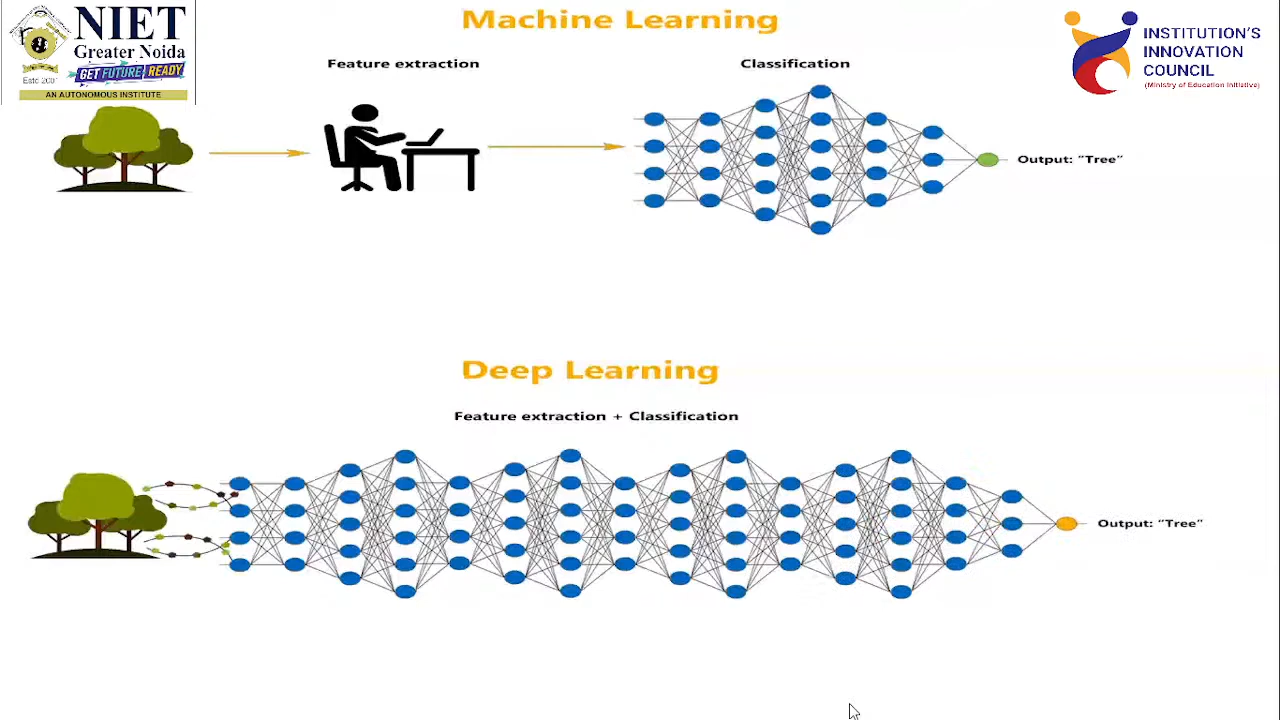 NIET
Greater Noida
GET FUTURE READY
AN AUTONOMOUS INSTITUTE
Machine Learning
INSTITUTION'S
INNOVATION
COUNCIL
(Ministry of Education Initiative)
Feature extraction
Classification
Output: "Tree"
Deep Learning
Feature extraction + Classification
Output: "Tree"